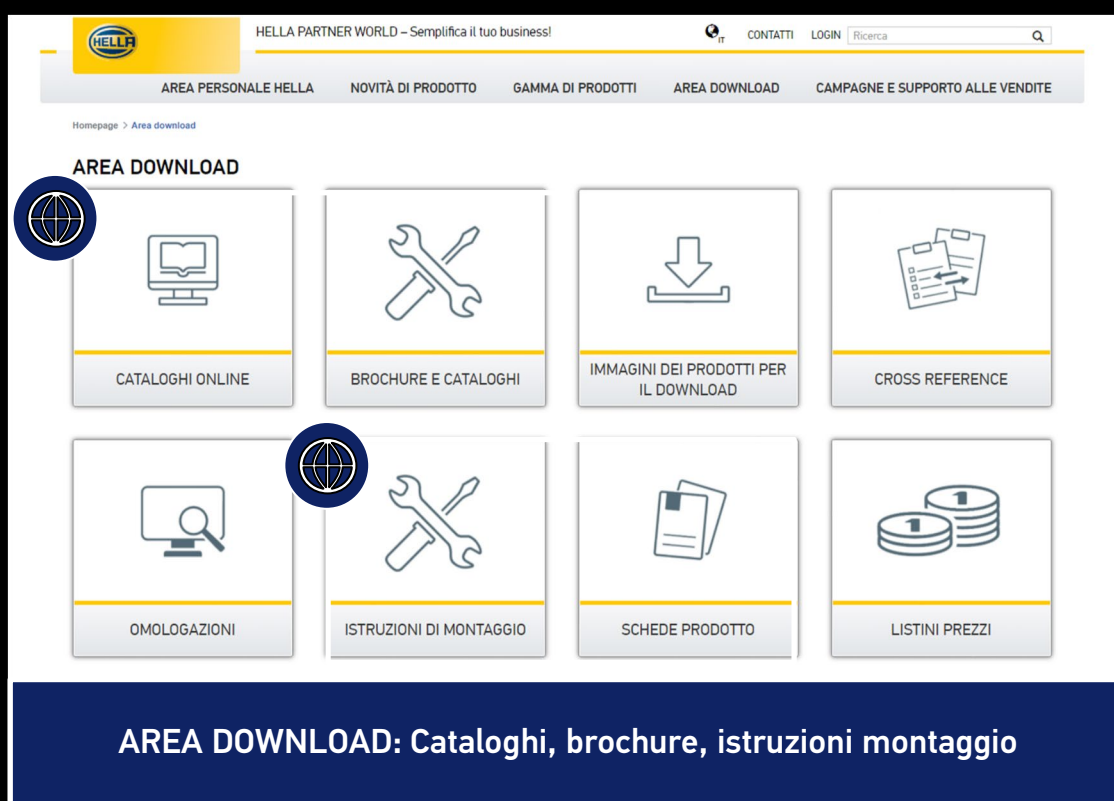 HELLA
HELLA PARTNER WORLD – Semplifica il tuo business!
IT
CONTATTI
LOGIN
Ricerca
AREA PERSONALE HELLA
NOVITÀ DI PRODOTTO
GAMMA DI PRODOTTI
AREA DOWNLOAD
CAMPAGNE E SUPPORTO ALLE VENDITE
Homepage > Area download
AREA DOWNLOAD
CATALOGHI ONLINE
BROCHURE E CATALOGHI
IMMAGINI DEI PRODOTTI PER
IL DOWNLOAD
CROSS REFERENCE
OMOLOGAZIONI
ISTRUZIONI DI MONTAGGIO
SCHEDE PRODOTTO
1
1
LISTINI PREZZI
AREA DOWNLOAD: Cataloghi, brochure, istruzioni montaggio